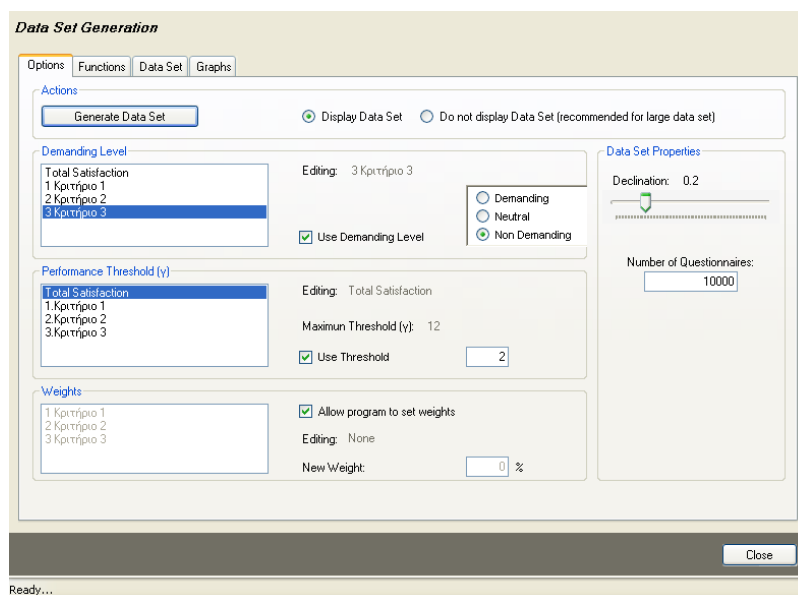 Data Set Generation
Options Functions Data Set Graphs
Actions
Generate Data Set Display Data Set Do not display Data Set (recommended for large data set)
Demanding Level
Total Satisfaction
1 Κριτήριο 1
2 Κριτήριο 2
3 Κριτήριο 3
Editing: 3 Κριτήριο 3
Use Demanding Level
Demanding
Neutral
Non Demanding
Data Set Properties
Declination: 0.2
Number of Questionnaires:
10000
Performance Threshold (γ)
Total Satisfaction
1.Κριτήριο 1
2.Κριτήριο 2
3.Κριτήριο 3
Editing: Total Satisfaction
Maximun Threshold (γ): 12
Use Threshold 2
Weights
1 Κριτήριο 1
2 Κριτήριο 2
3 Κριτήριο 3
Allow program to set weights
Editing: None
New Weight: 0 %
Close
Ready...